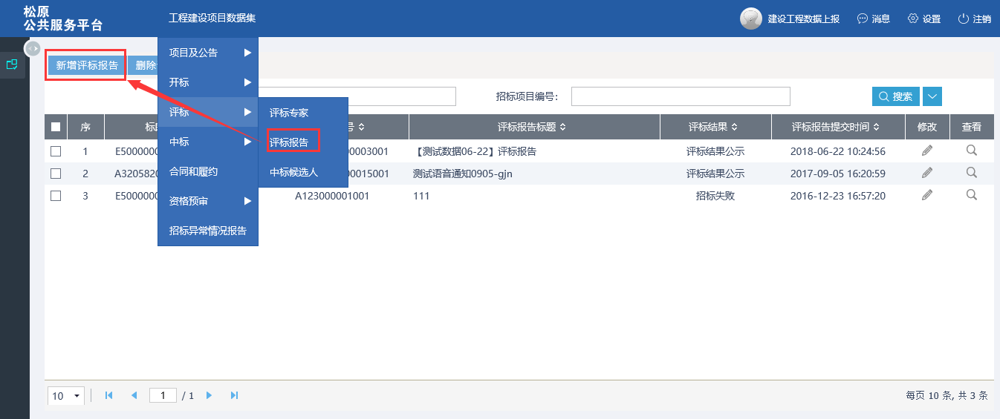 松原
公共服务平台
工程建设项目数据集
建设工程数据上报
消息
设置
注销
新增评标报告
删除
项目及公告
开标
评标
中标
合同和履约
资格预审
招标异常情况报告
评标专家
评标报告
中标候选人
招标项目编号:
搜索
序 标 号 评标报告标题 评标结果 评标报告提交时间 修改 查看
1 E5000000 00003001 【测试数据06-22】评标报告 评标结果公示 2018-06-22 10:24:56
2 A3205820 00015001 测试语音通知0905-gjn 评标结果公示 2017-09-05 16:20:59
3 E5000000 A123000001001 111 招标失败 2016-12-23 16:57:20
10 1 / 1 每页 10 条, 共 3 条